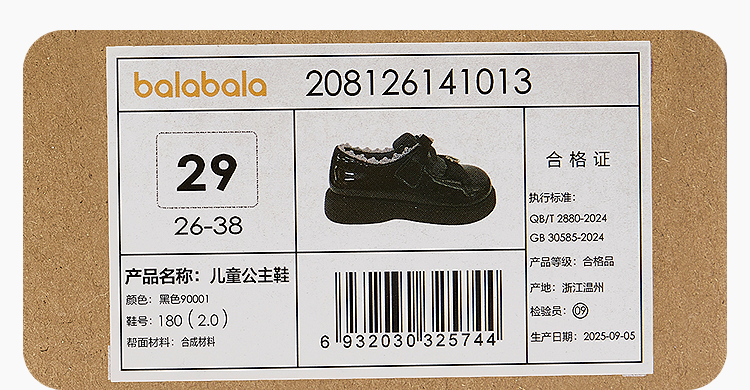 balabala 208126141013
29
26-38
合格证
执行标准：
QB/T 2880-2024
GB 30585-2024
产品等级：合格品
产地：浙江温州
检验员：09
生产日期：2025-09-05
产品名称：儿童公主鞋
颜色：黑色90001
鞋号：180（2.0）
帮面材料：合成材料
6 932030 325744